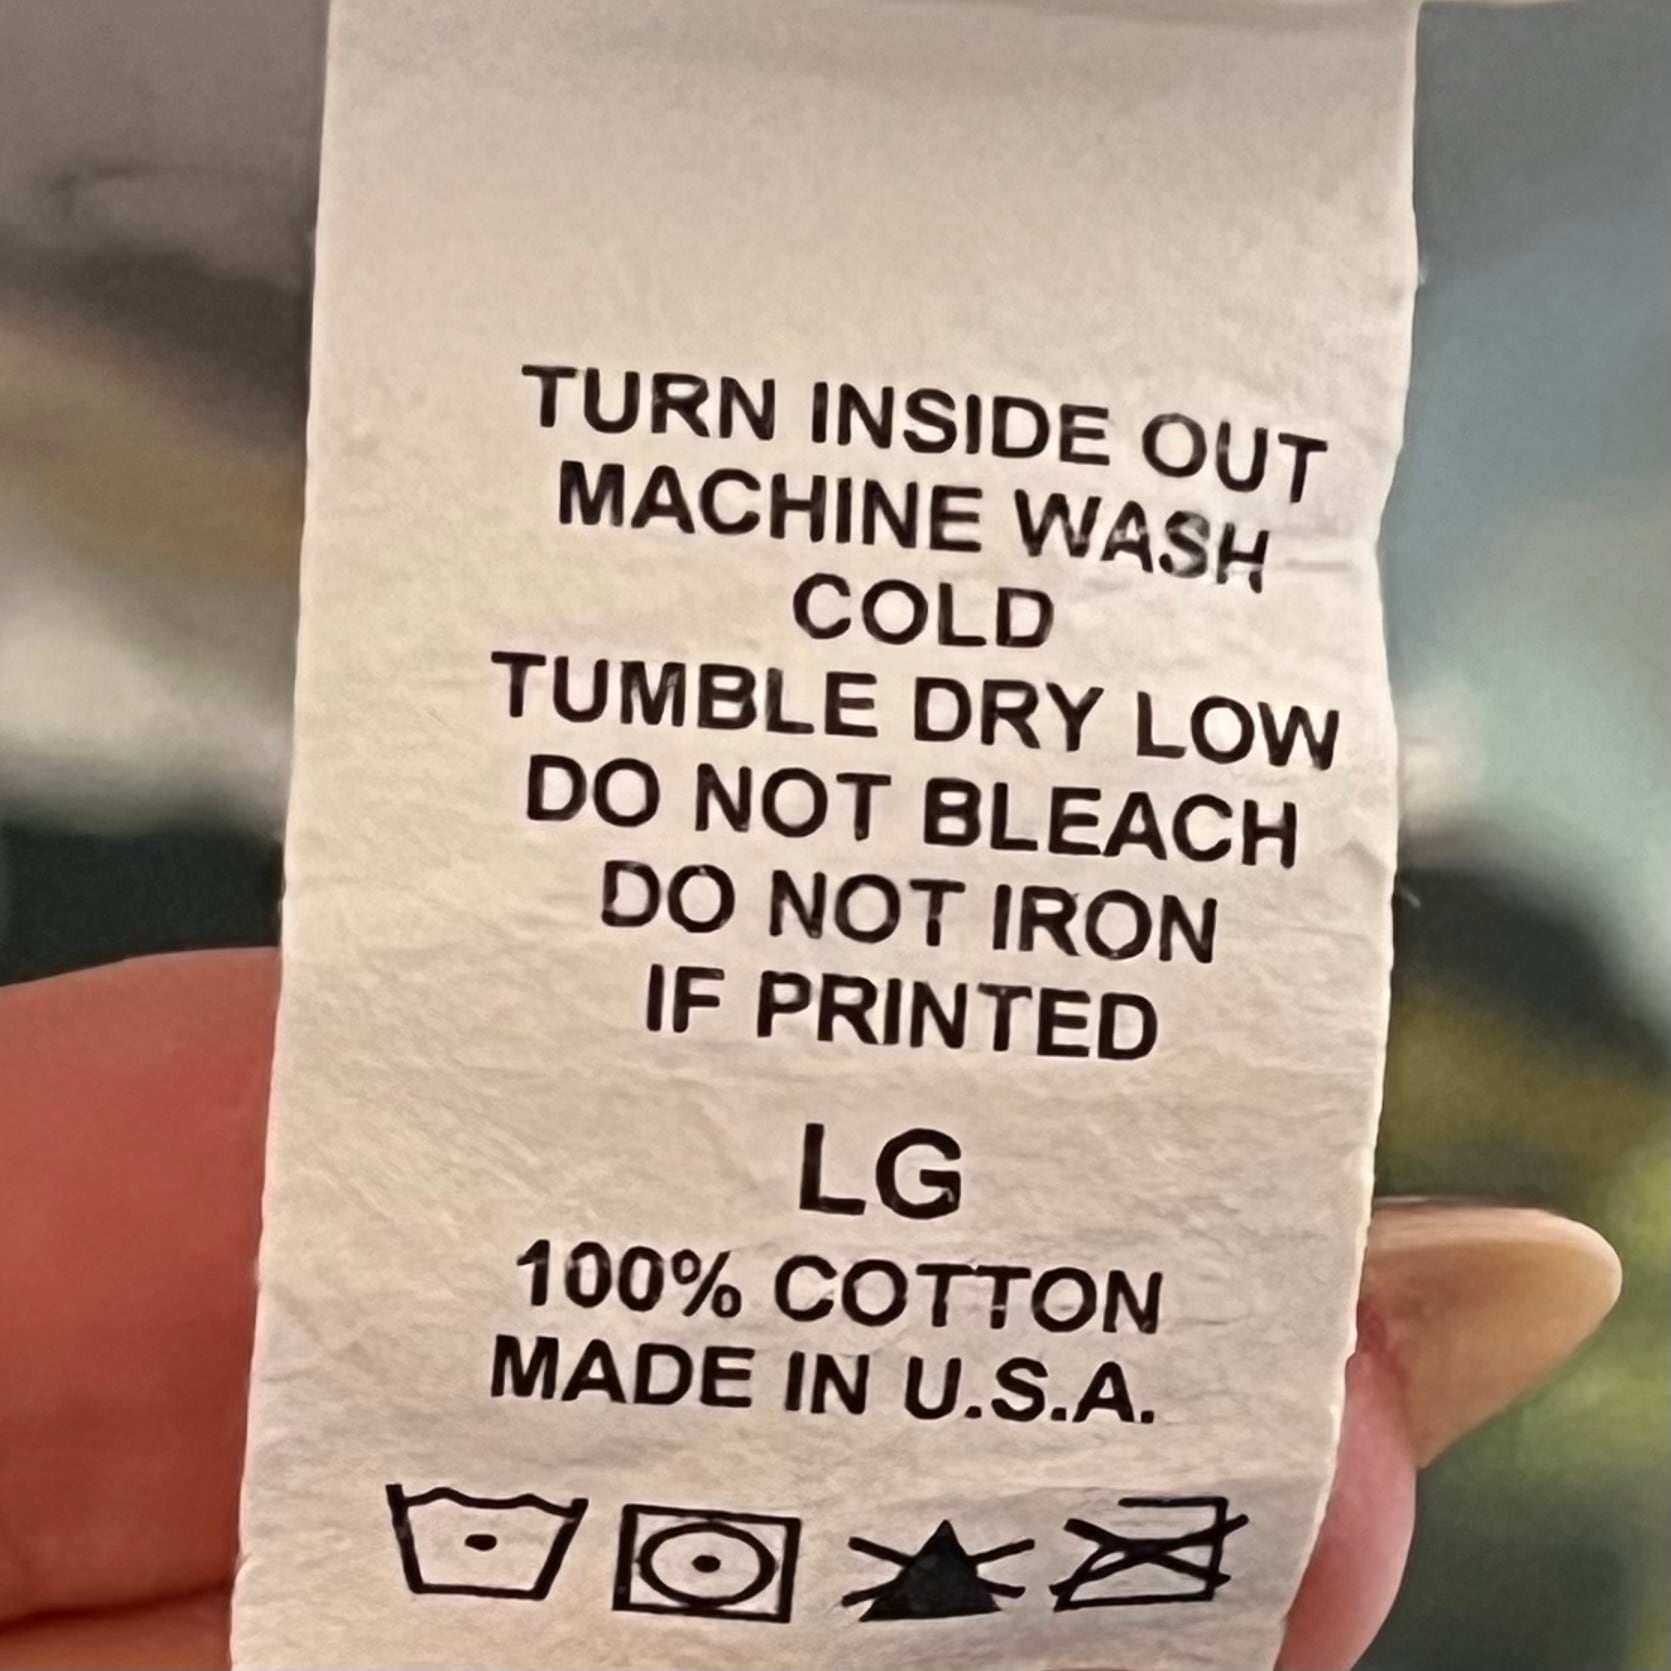 TURN INSIDE OUT
MACHINE WASH
COLD
TUMBLE DRY LOW
DO NOT BLEACH
DO NOT IRON
IF PRINTED
LG
100% COTTON
MADE IN U.S.A.